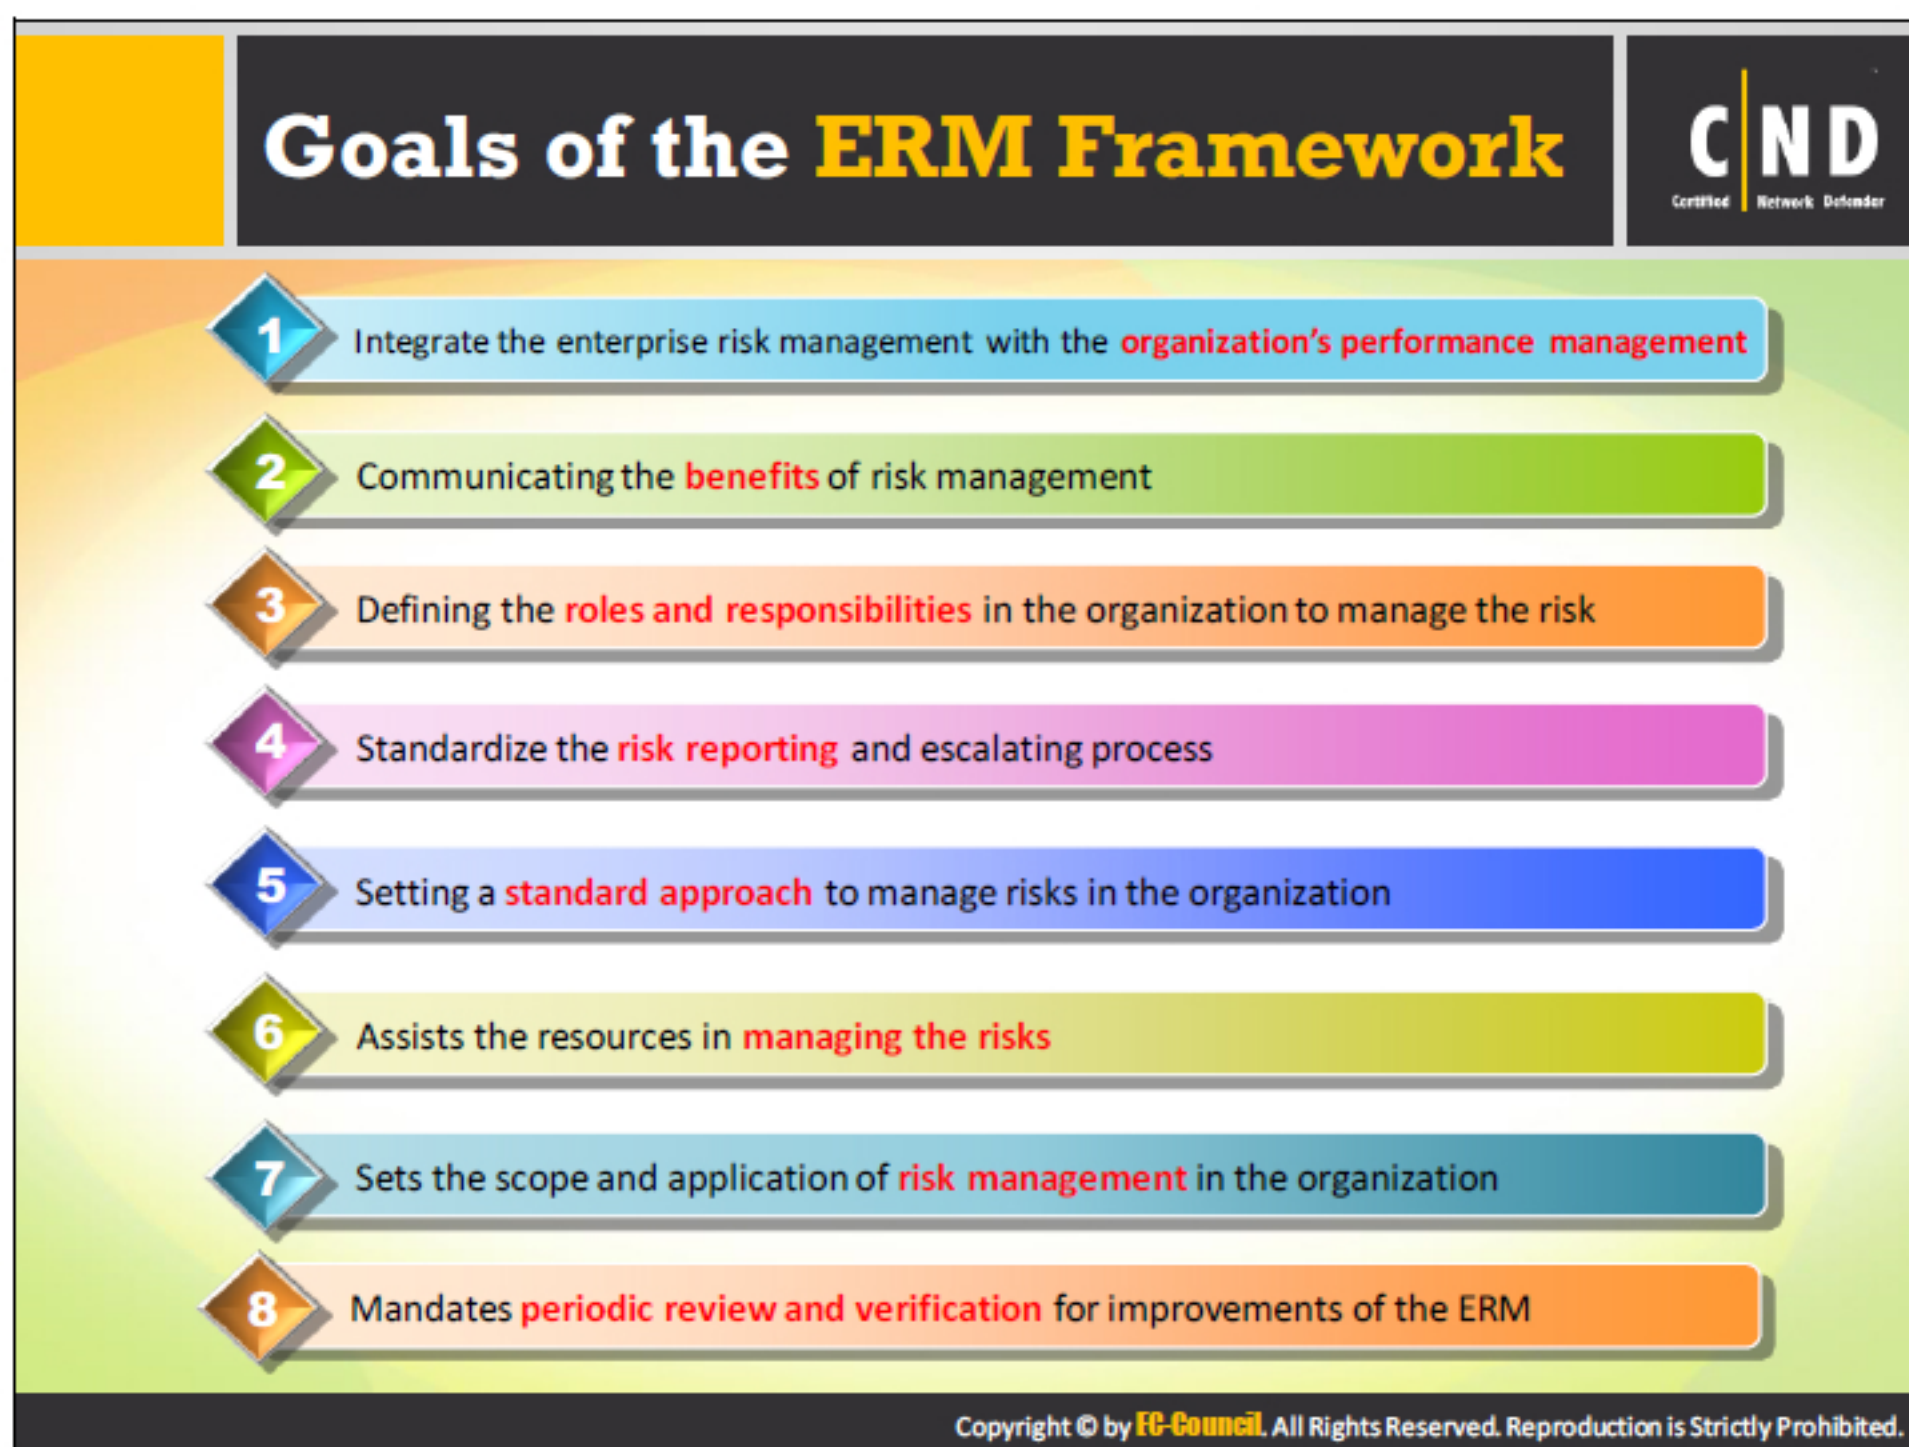 Goals of the ERM Framework
C|ND
Certified Network Defender
1 Integrate the enterprise risk management with the organization's performance management
2 Communicating the benefits of risk management
3 Defining the roles and responsibilities in the organization to manage the risk
4 Standardize the risk reporting and escalating process
5 Setting a standard approach to manage risks in the organization
6 Assists the resources in managing the risks
7 Sets the scope and application of risk management in the organization
8 Mandates periodic review and verification for improvements of the ERM
Copyright © by EC-Council. All Rights Reserved. Reproduction is Strictly Prohibited.